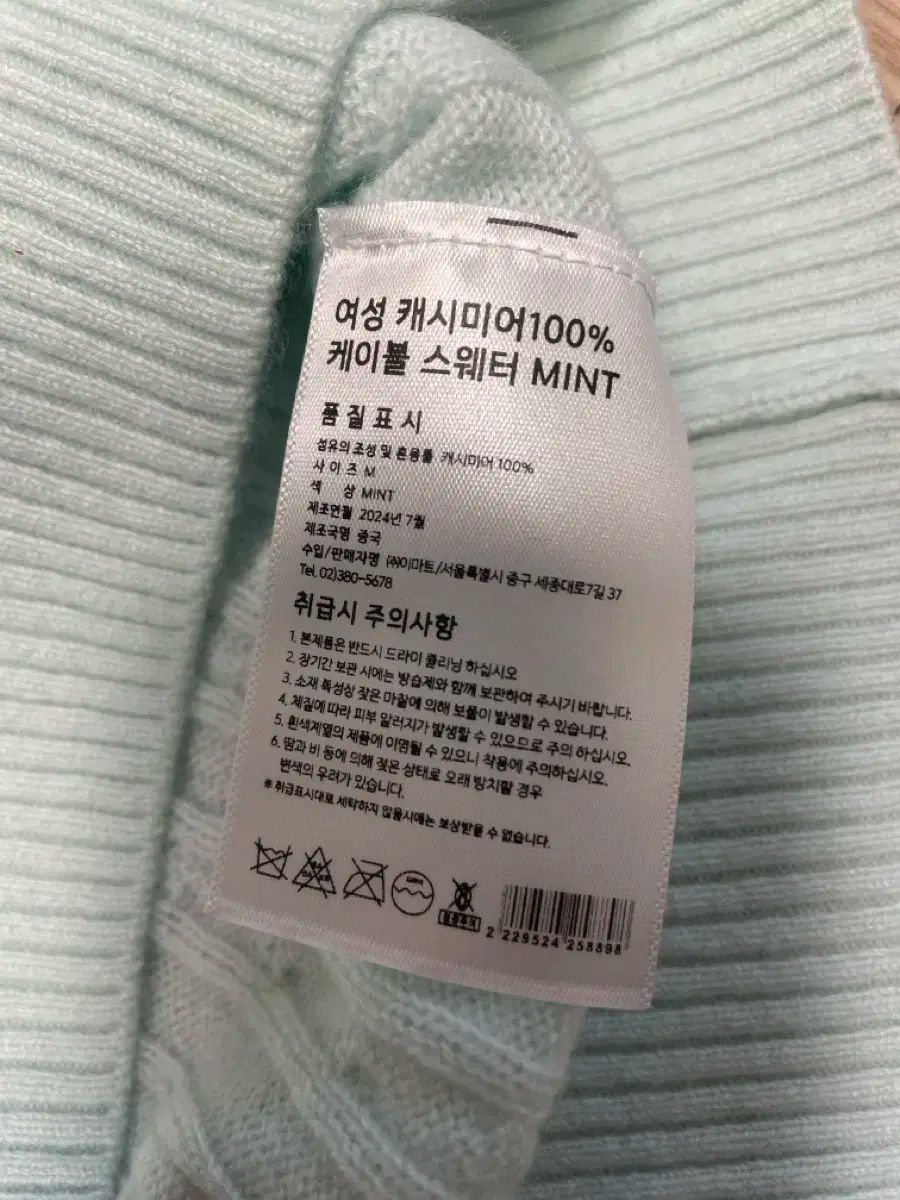 여성 캐시미어100%
케이블 스웨터 MINT
품 질 표 시
섬유의 조성 및 혼용률 캐시미어 100%
사 이 즈 M
색 상 MINT
제조연월 2024년 7월
제조국명 중국
수입/판매자명 ㈜이마트/서울특별시 중구 세종대로7길 37
Tel. 02)380-5678
취급시 주의사항
1. 본제품은 반드시 드라이 클리닝 하십시오
2. 장기간 보관 시에는 방습제와 함께 보관하여 주시기 바랍니다.
3. 소재 특성상 잦은 마찰에 의해 보풀이 발생할 수 있습니다.
4. 체질에 따라 피부 알러지가 발생할 수 있으므로 주의 하십시오.
5. 흰색계열의 제품에 이염될 수 있으니 착용에 주의하십시오.
6. 땀과 비 등에 의해 젖은 상태로 오래 방치할 경우
변색의 우려가 있습니다.
※ 취급표시대로 세탁하지 않을시에는 보상받을 수 없습니다.
2 229524 258898